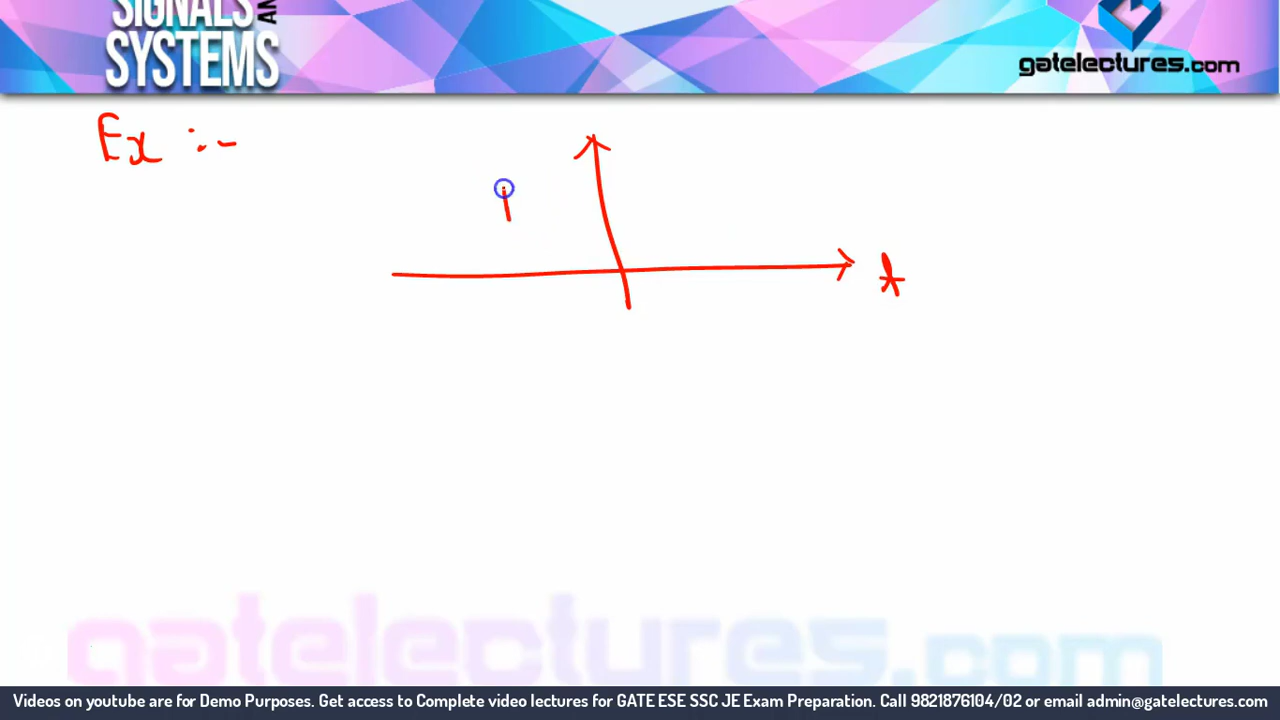 SIGNALS AND
SYSTEMS
gatelectures.com
Ex :-
t
gatelectures.com
Videos on youtube are for Demo Purposes. Get access to Complete video lectures for GATE ESE SSC JE Exam Preparation. Call 9821876104/02 or email admin@gatelectures.com